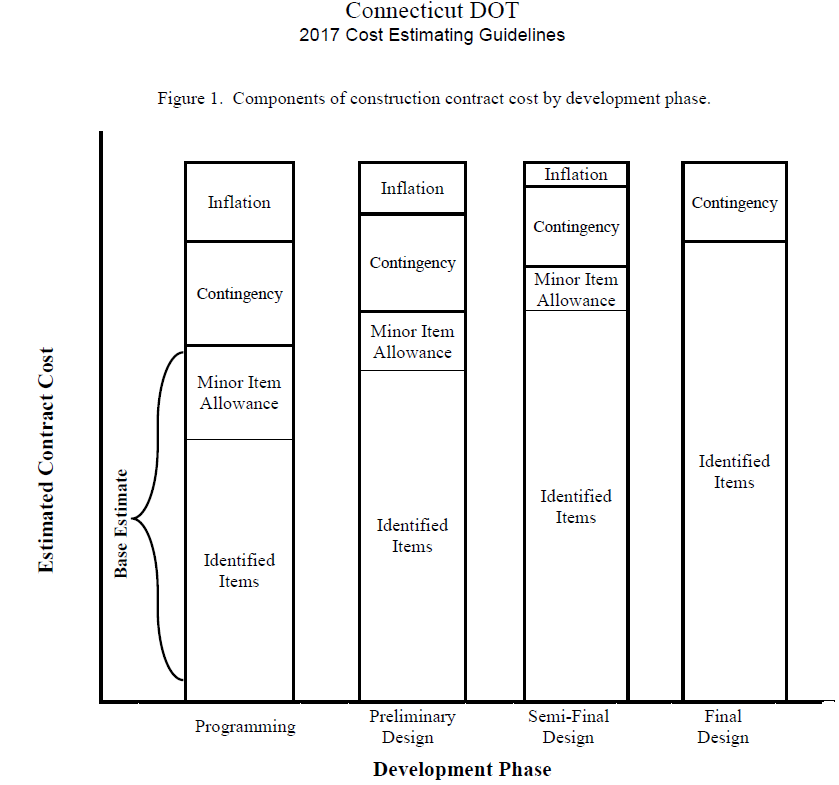 Connecticut DOT
2017 Cost Estimating Guidelines
Figure 1.  Components of construction contract cost by development phase.
Estimated Contract Cost
Base Estimate
Inflation
Contingency
Minor Item
Allowance
Identified
Items
Inflation
Contingency
Minor Item
Allowance
Identified
Items
Inflation
Contingency
Minor Item
Allowance
Identified
Items
Contingency
Identified
Items
Programming
Preliminary
Design
Semi-Final
Design
Final
Design
Development Phase